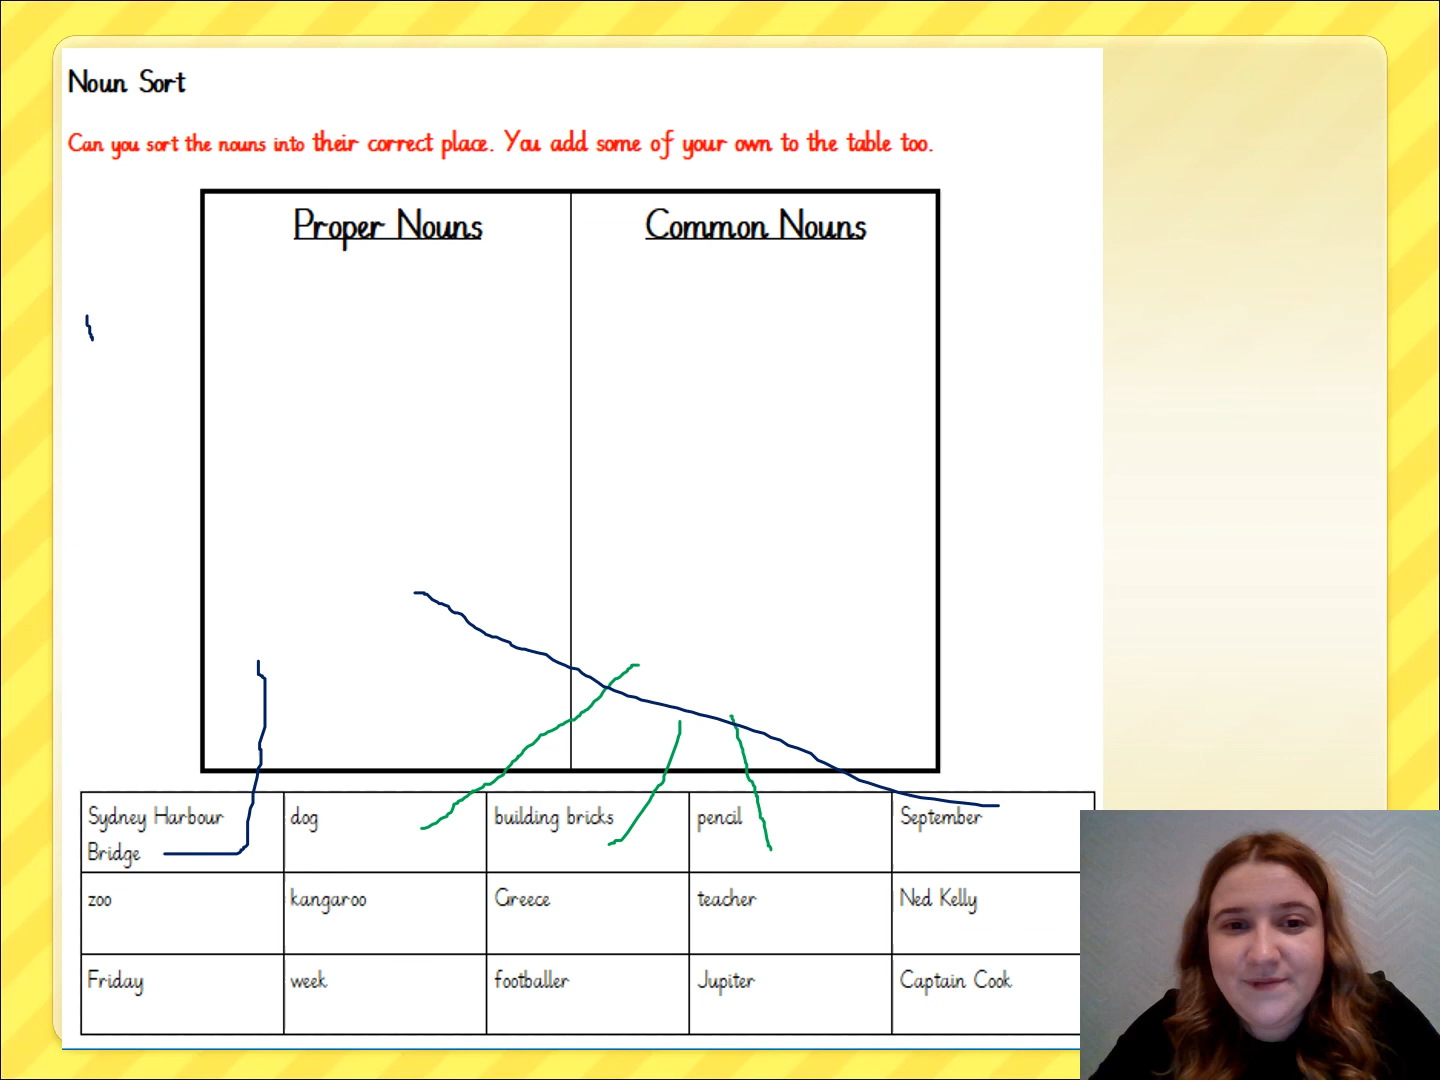 Noun Sort
Can you sort the nouns into their correct place. You add some of your own to the table too.
Proper Nouns
Common Nouns
Sydney Harbour
Bridge
dog
building bricks
pencil
September
zoo
kangaroo
Greece
teacher
Ned Kelly
Friday
week
footballer
Jupiter
Captain Cook